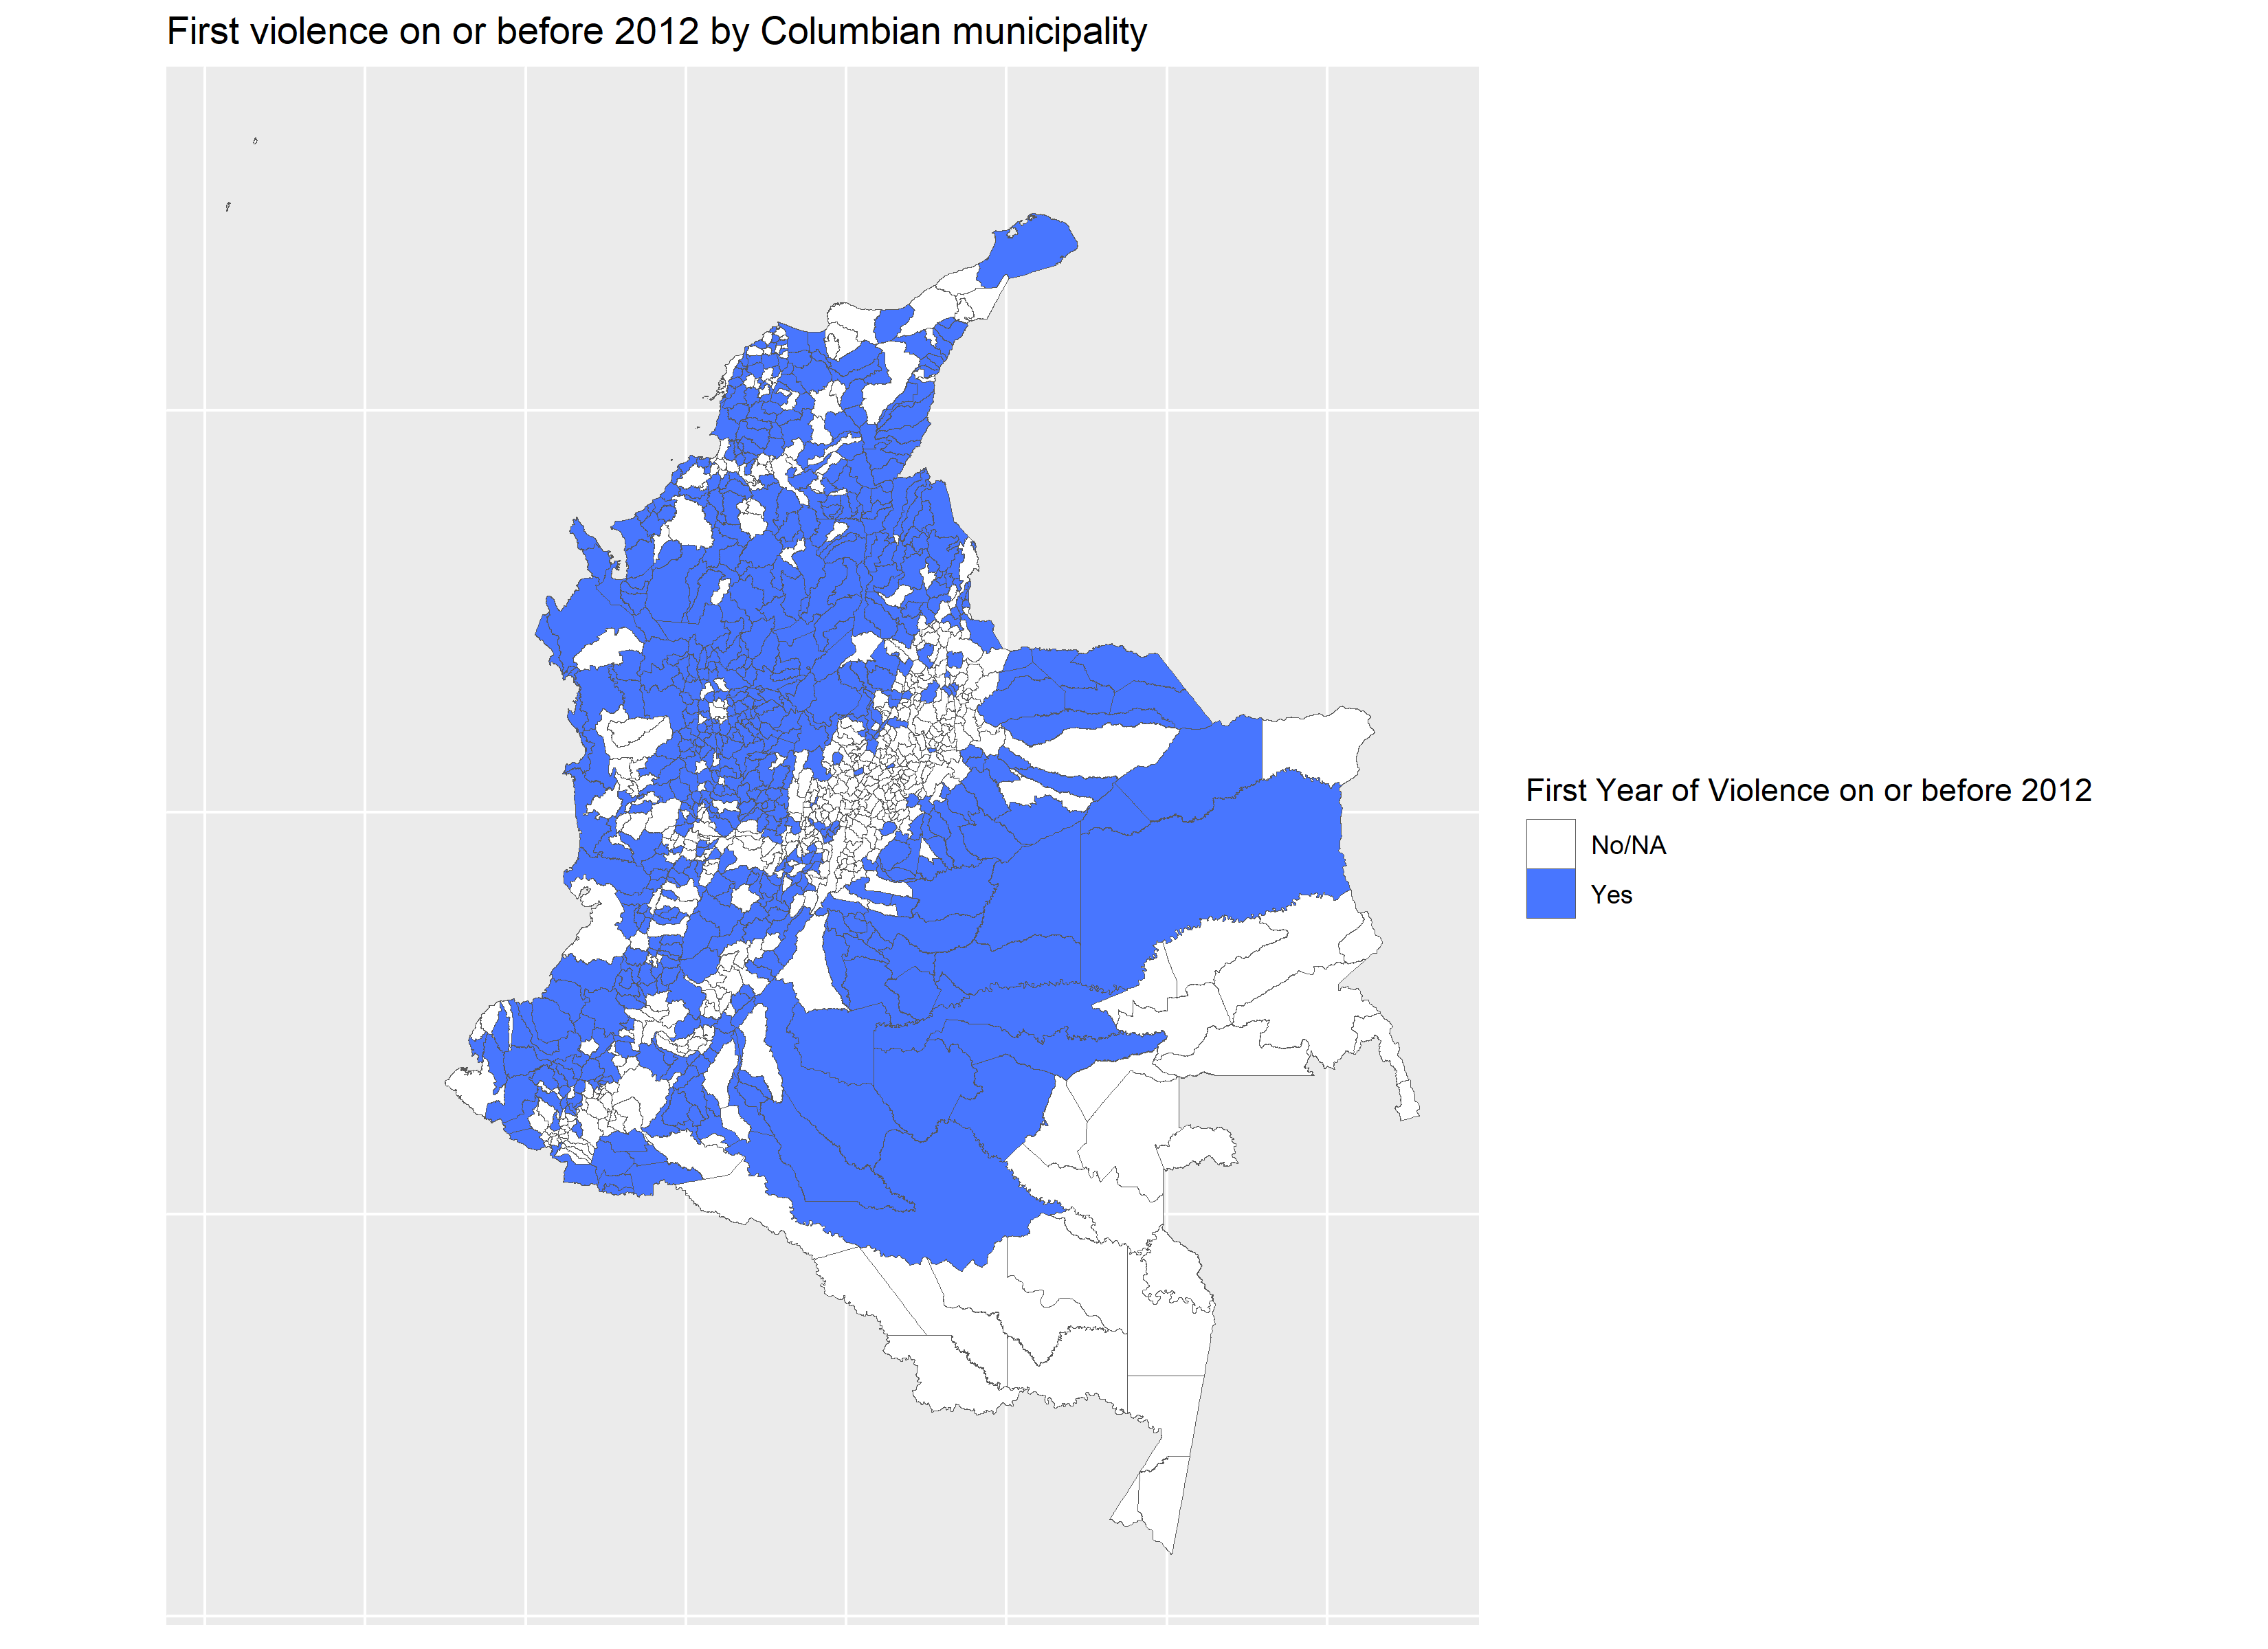 First violence on or before 2012 by Columbian municipality
First Year of Violence on or before 2012
No/NA
Yes